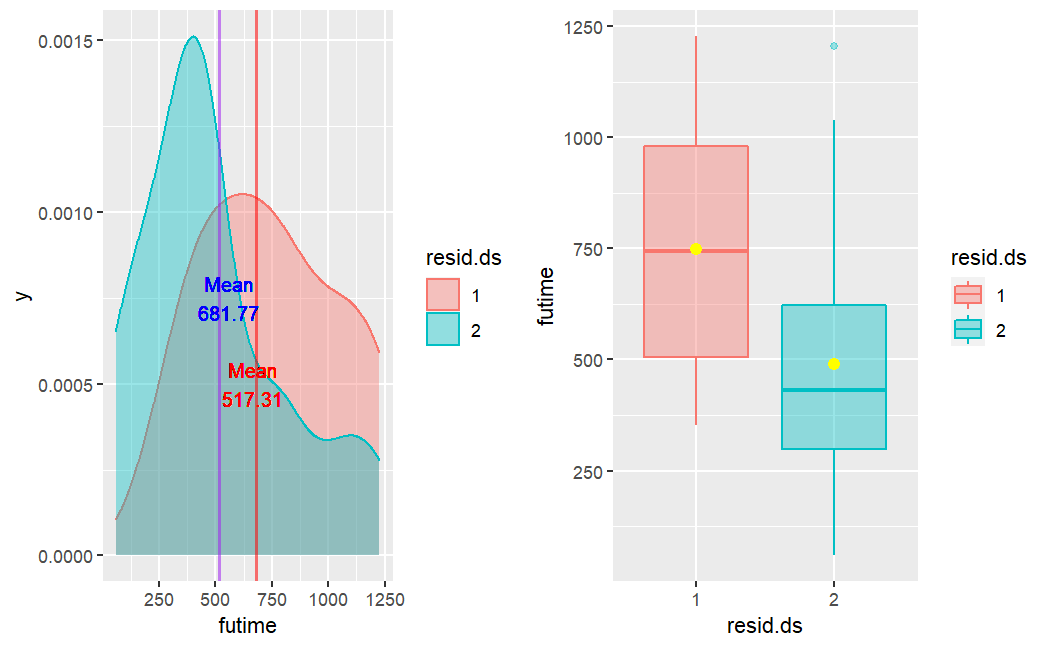 0.0015
0.0010
0.0005
0.0000
y
Mean
681.77
Mean
517.31
250 500 750 1000 1250
futime
resid.ds
1
2
1250
1000
750
500
250
futime
1 2
resid.ds
resid.ds
1
2